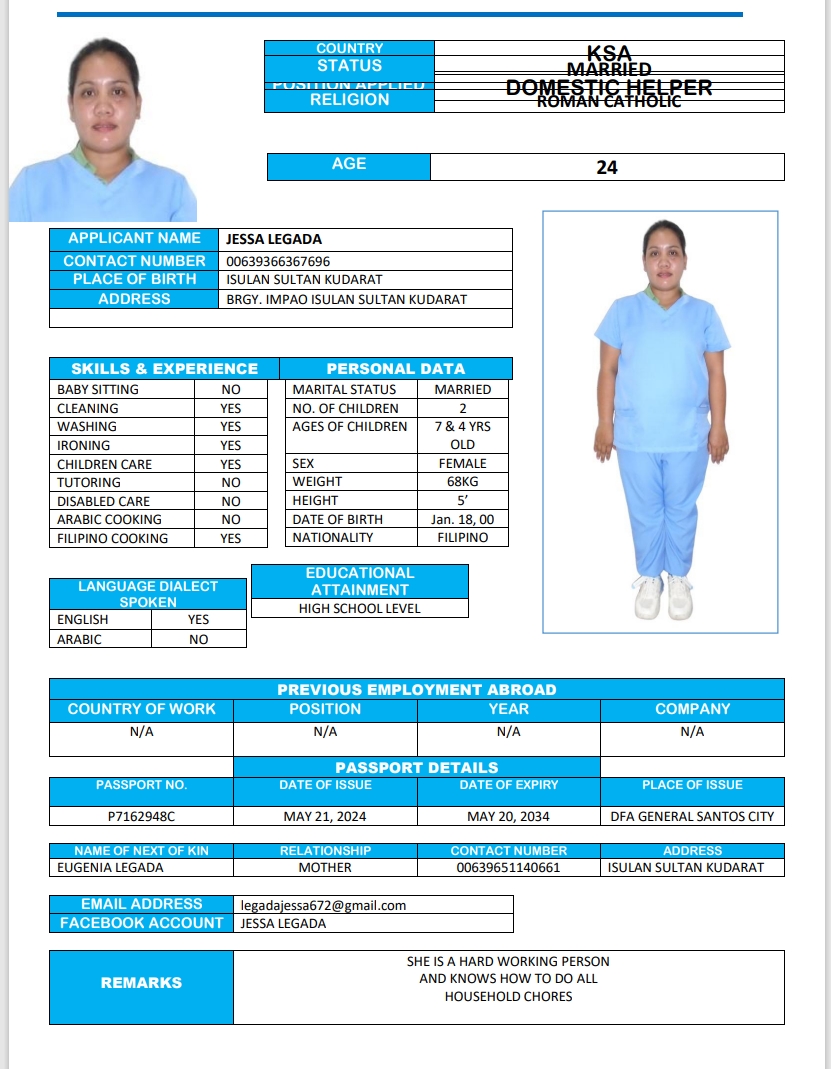 COUNTRY KSA
STATUS MARRIED
POSITION APPLIED DOMESTIC HELPER
RELIGION ROMAN CATHOLIC
AGE 24
APPLICANT NAME JESSA LEGADA
CONTACT NUMBER 00639366367696
PLACE OF BIRTH ISULAN SULTAN KUDARAT
ADDRESS BRGY. IMPAO ISULAN SULTAN KUDARAT
SKILLS & EXPERIENCE
BABY SITTING NO
CLEANING YES
WASHING YES
IRONING YES
CHILDREN CARE YES
TUTORING NO
DISABLED CARE NO
ARABIC COOKING NO
FILIPINO COOKING YES
PERSONAL DATA
MARITAL STATUS MARRIED
NO. OF CHILDREN 2
AGES OF CHILDREN 7 & 4 YRS
OLD
SEX FEMALE
WEIGHT 68KG
HEIGHT 5’
DATE OF BIRTH Jan. 18, 00
NATIONALITY FILIPINO
LANGUAGE DIALECT
SPOKEN
ENGLISH YES
ARABIC NO
EDUCATIONAL
ATTAINMENT
HIGH SCHOOL LEVEL
PREVIOUS EMPLOYMENT ABROAD
COUNTRY OF WORK POSITION YEAR COMPANY
N/A N/A N/A N/A
PASSPORT DETAILS
PASSPORT NO. DATE OF ISSUE DATE OF EXPIRY PLACE OF ISSUE
P7162948C MAY 21, 2024 MAY 20, 2034 DFA GENERAL SANTOS CITY
NAME OF NEXT OF KIN RELATIONSHIP CONTACT NUMBER ADDRESS
EUGENIA LEGADA MOTHER 00639651140661 ISULAN SULTAN KUDARAT
EMAIL ADDRESS legadajessa672@gmail.com
FACEBOOK ACCOUNT JESSA LEGADA
REMARKS
SHE IS A HARD WORKING PERSON
AND KNOWS HOW TO DO ALL
HOUSEHOLD CHORES